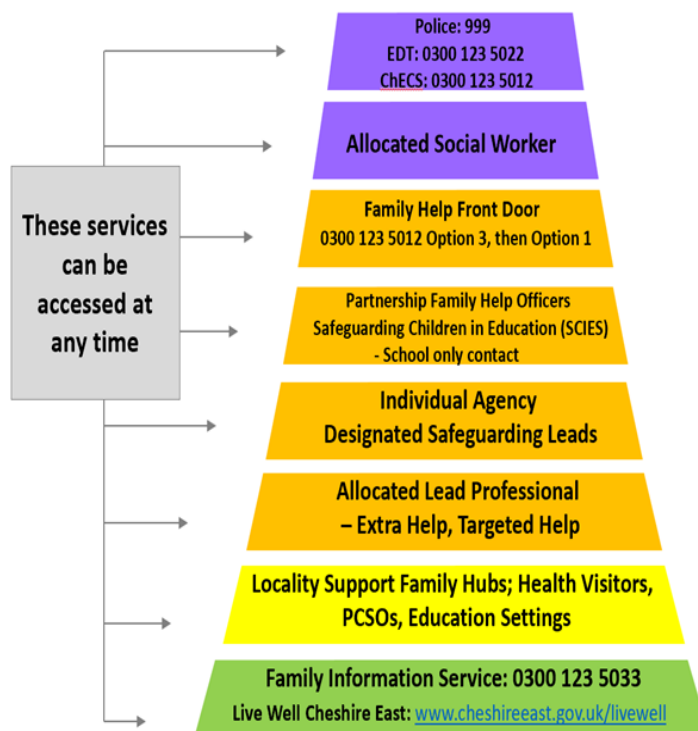 Police: 999
EDT: 0300 123 5022
ChECS: 0300 123 5012
Allocated Social Worker
These services
can be
accessed at
any time
Family Help Front Door
0300 123 5012 Option 3, then Option 1
Partnership Family Help Officers
Safeguarding Children in Education (SCIES)
- School only contact
Individual Agency
Designated Safeguarding Leads
Allocated Lead Professional
– Extra Help, Targeted Help
Locality Support Family Hubs; Health Visitors,
PCSOs, Education Settings
Family Information Service: 0300 123 5033
Live Well Cheshire East: www.cheshireeast.gov.uk/livewell